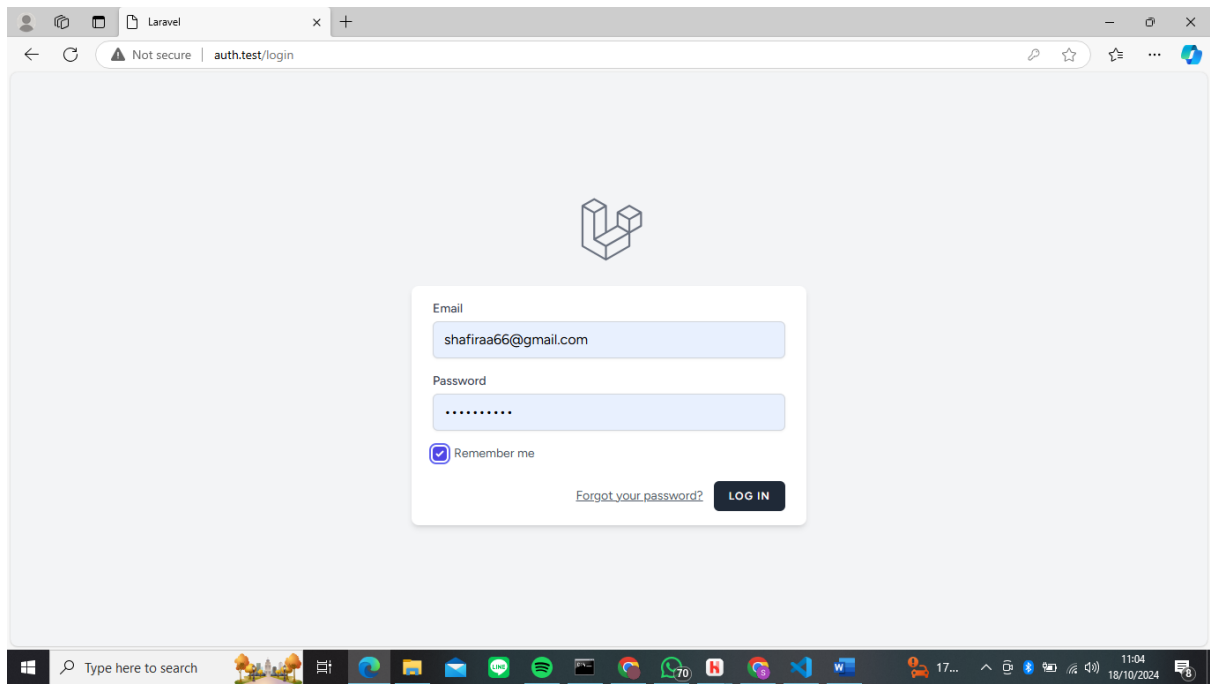 Laravel
Not secure
auth.test/login
Email
shafiraa66@gmail.com
Password
••••••••••
Remember me
Forgot your password?
LOG IN
Type here to search
LINE
70
H
S
W
17...
11:04
18/10/2024
8